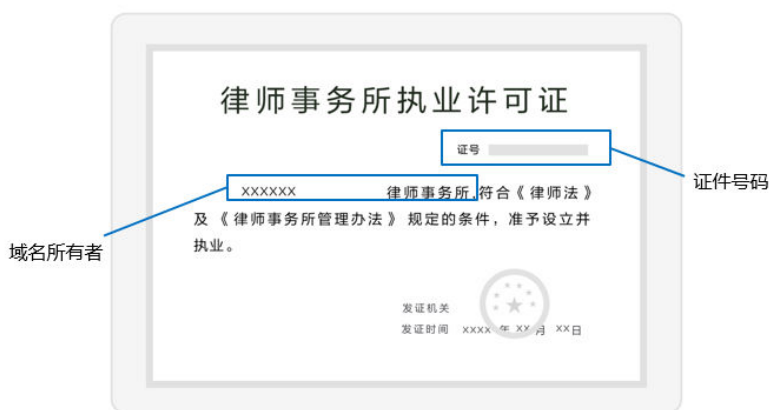 律师事务所执业许可证
证号
证件号码
XXXXXX 律师事务所,符合《律师法》
及《律师事务所管理办法》规定的条件，准予设立并
执业。
域名所有者
发证机关
发证时间 XXXX 年 XX 月 XX日